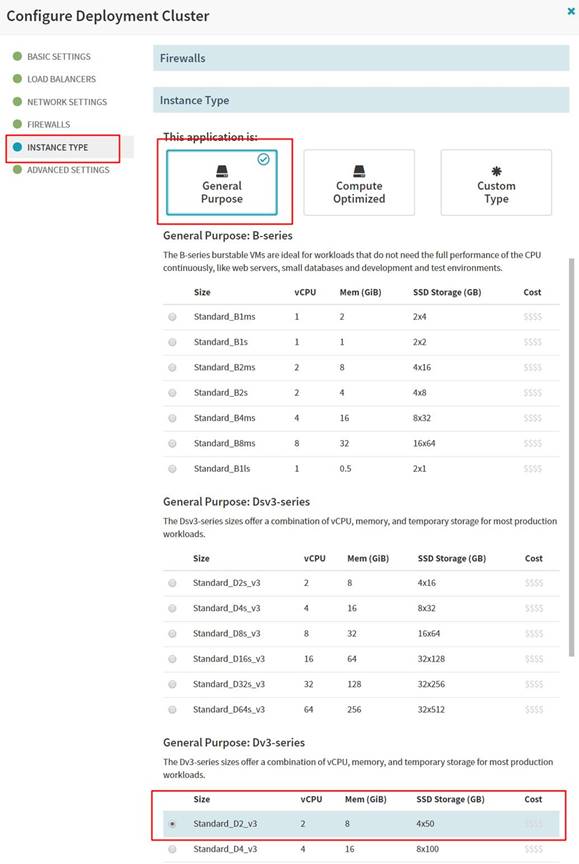 Configure Deployment Cluster
×
BASIC SETTINGS
LOAD BALANCERS
NETWORK SETTINGS
FIREWALLS
INSTANCE TYPE
ADVANCED SETTINGS
Firewalls
Instance Type
This application is:
General
Purpose
Compute
Optimized
Custom
Type
General Purpose: B-series
The B-series burstable VMs are ideal for workloads that do not need the full performance of the CPU
continuously, like web servers, small databases and development and test environments.
Size vCPU Mem (GiB) SSD Storage (GB) Cost
Standard_B1ms 1 2 2x4 $$$$
Standard_B1s 1 1 2x2 $$$$
Standard_B2ms 2 8 4x16 $$$$
Standard_B2s 2 4 4x8 $$$$
Standard_B4ms 4 16 8x32 $$$$
Standard_B8ms 8 32 16x64 $$$$
Standard_B1ls 1 0.5 2x1 $$$$
General Purpose: Dsv3-series
The Dsv3-series sizes offer a combination of vCPU, memory, and temporary storage for most production
workloads.
Size vCPU Mem (GiB) SSD Storage (GB) Cost
Standard_D2s_v3 2 8 4x16 $$$$
Standard_D4s_v3 4 16 8x32 $$$$
Standard_D8s_v3 8 32 16x64 $$$$
Standard_D16s_v3 16 64 32x128 $$$$
Standard_D32s_v3 32 128 32x256 $$$$
Standard_D64s_v3 64 256 32x512 $$$$
General Purpose: Dv3-series
The Dv3-series sizes offer a combination of vCPU, memory, and temporary storage for most production
workloads.
Size vCPU Mem (GiB) SSD Storage (GB) Cost
Standard_D2_v3 2 8 4x50 $$$$
Standard_D4_v3 4 16 8x100 $$$$